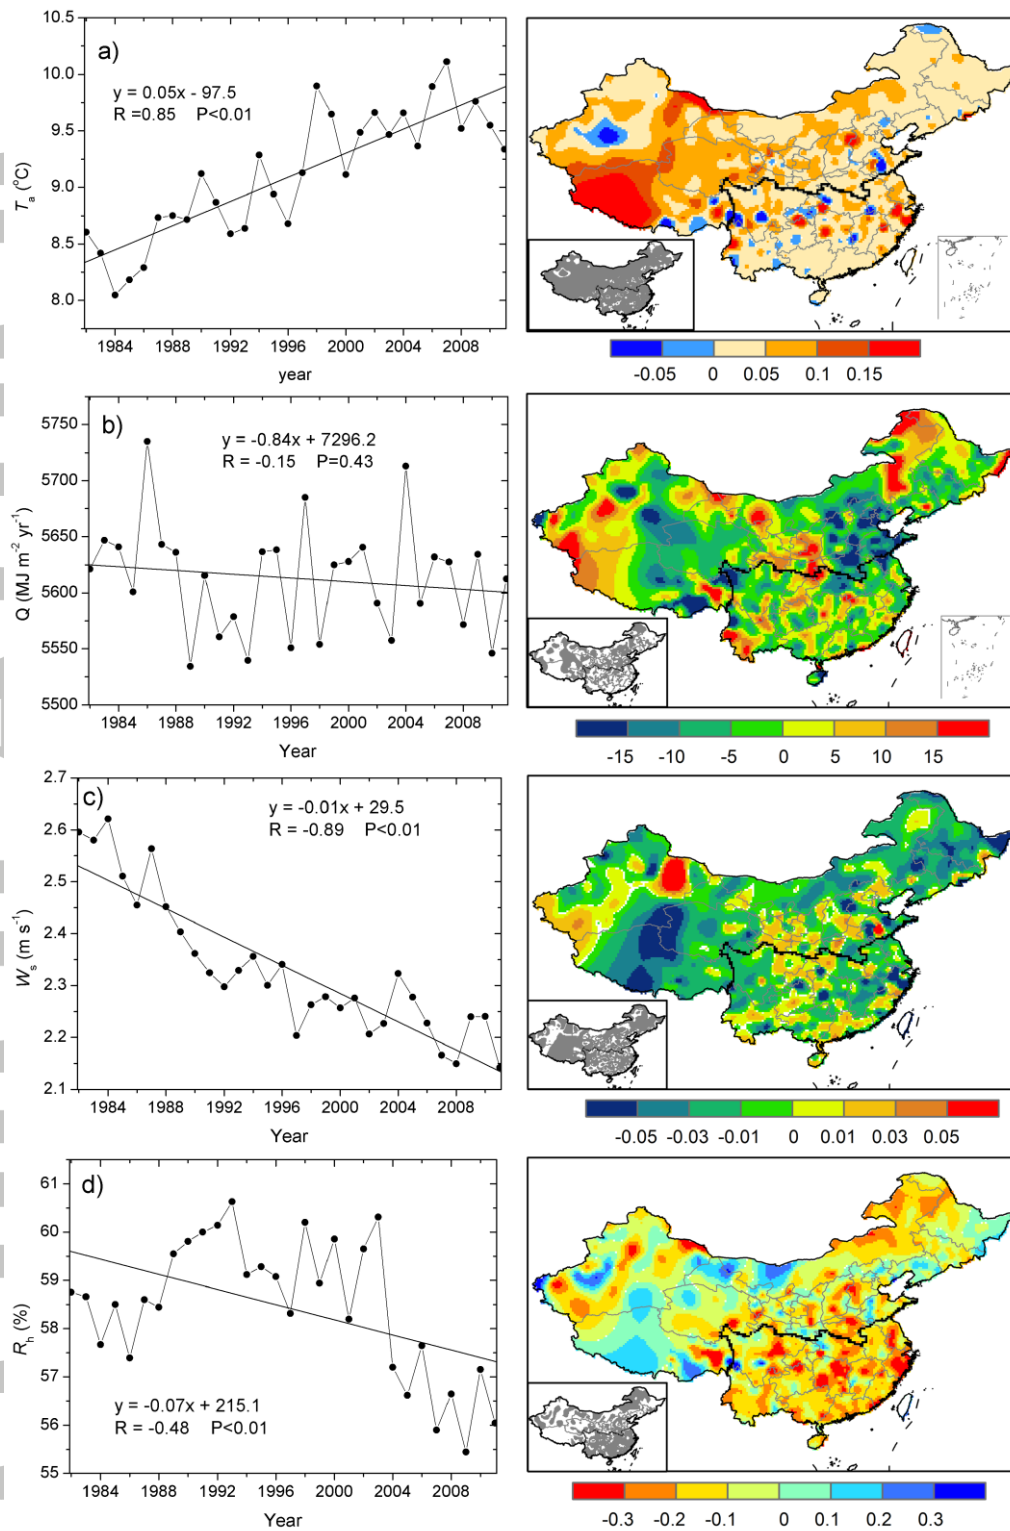 a)
y = 0.05x - 97.5
R =0.85 P<0.01
Ta (°C)
10.5
10.0
9.5
9.0
8.5
8.0
1984 1988 1992 1996 2000 2004 2008
year
-0.05 0 0.05 0.1 0.15
b)
y = -0.84x + 7296.2
R = -0.15 P=0.43
Q (MJ m-2 yr-1)
5750
5700
5650
5600
5550
5500
1984 1988 1992 1996 2000 2004 2008
Year
-15 -10 -5 0 5 10 15
c)
y = -0.01x + 29.5
R = -0.89 P<0.01
Ws (m s-1)
2.7
2.6
2.5
2.4
2.3
2.2
2.1
1984 1988 1992 1996 2000 2004 2008
Year
-0.05 -0.03 -0.01 0 0.01 0.03 0.05
d)
y = -0.07x + 215.1
R = -0.48 P<0.01
Rh (%)
61
60
59
58
57
56
55
1984 1988 1992 1996 2000 2004 2008
Year
-0.3 -0.2 -0.1 0 0.1 0.2 0.3